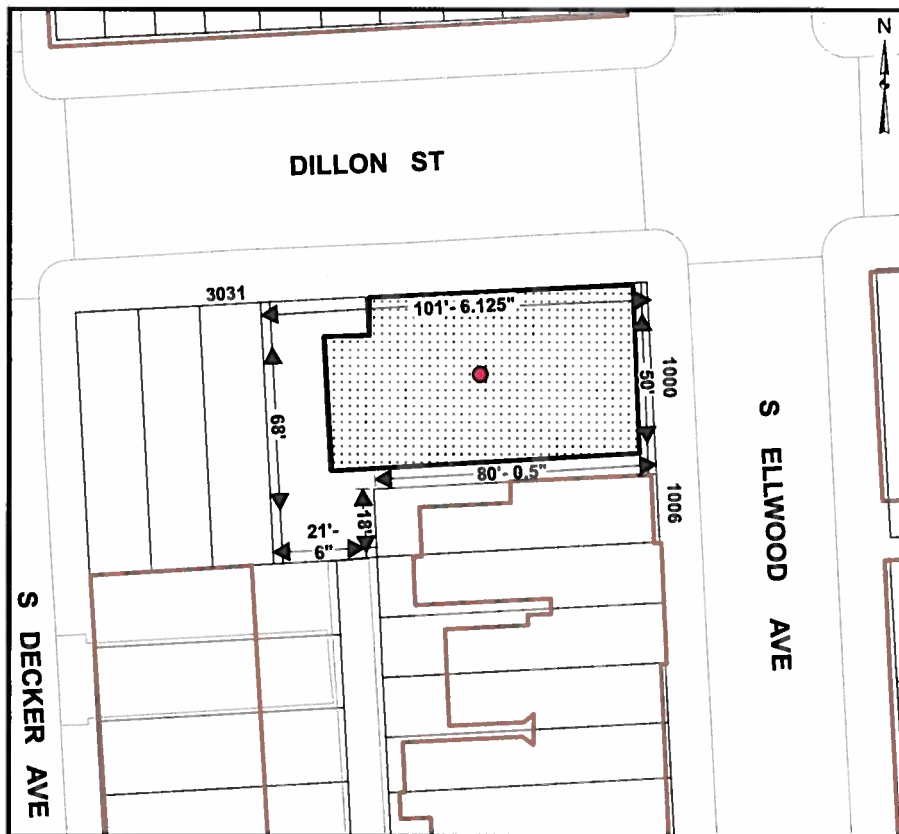 N
DILLON ST
3031
101'- 6.125"
1000
50'
S ELLWOOD AVE
68'
80'- 0.5"
1006
18'
21'-
6"
S DECKER AVE